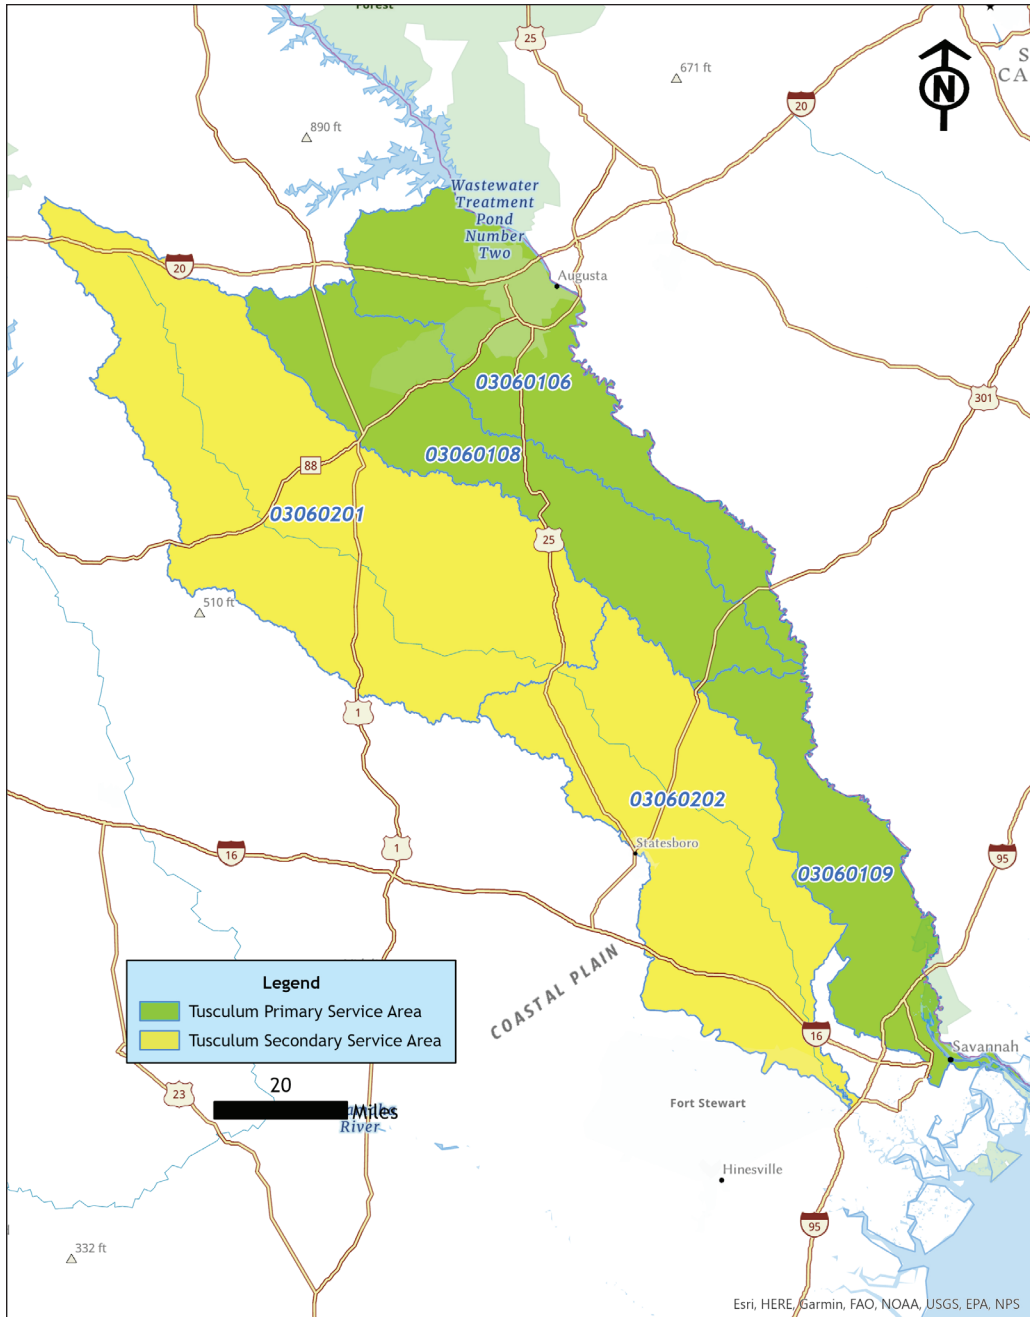 Forest
25
671 ft
S
CA
N
20
890 ft
Wastewater
Treatment
Pond
Number
Two
20
Augusta
03060106
301
03060108
88
03060201
25
510 ft
1
03060202
Statesboro
1
16
95
03060109
COASTAL PLAIN
Legend
Tusculum Primary Service Area
Tusculum Secondary Service Area
16
Savannah
20
Miles
River
23
Fort Stewart
Hinesville
95
332 ft
Esri, HERE, Garmin, FAO, NOAA, USGS, EPA, NPS